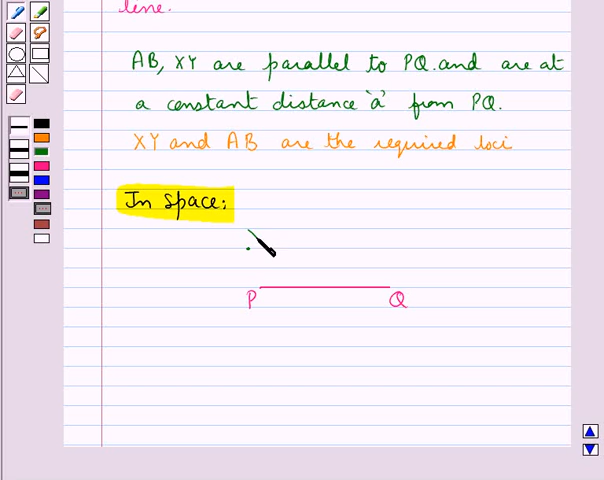 line.
AB, XY are parallel to PQ. and are at
a constant distance 'a' from PQ.
XY and AB are the required loci
In space:
P Q